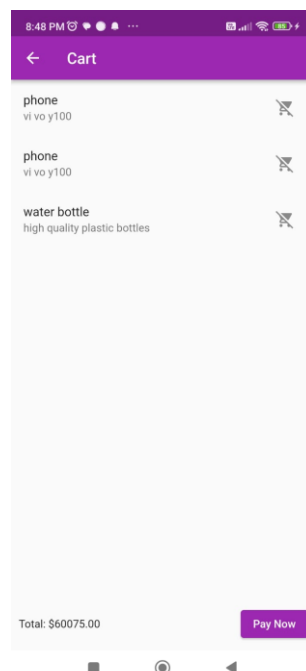 8:48 PM
85
Cart
phone
vi vo y100
phone
vi vo y100
water bottle
high quality plastic bottles
Total: $60075.00
Pay Now